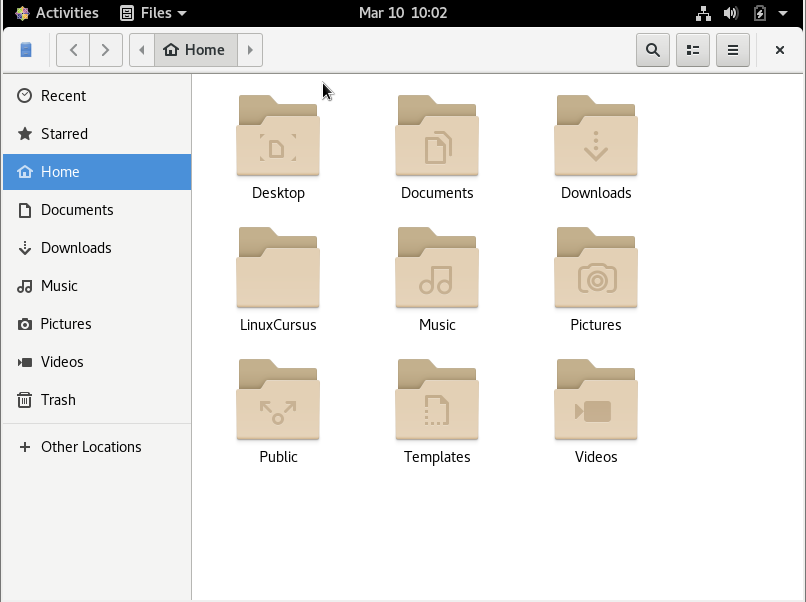 Activities Files Mar 10 10:02
Home
Recent
Starred
Home
Documents
Downloads
Music
Pictures
Videos
Trash
Other Locations
Desktop Documents Downloads
LinuxCursus Music Pictures
Public Templates Videos